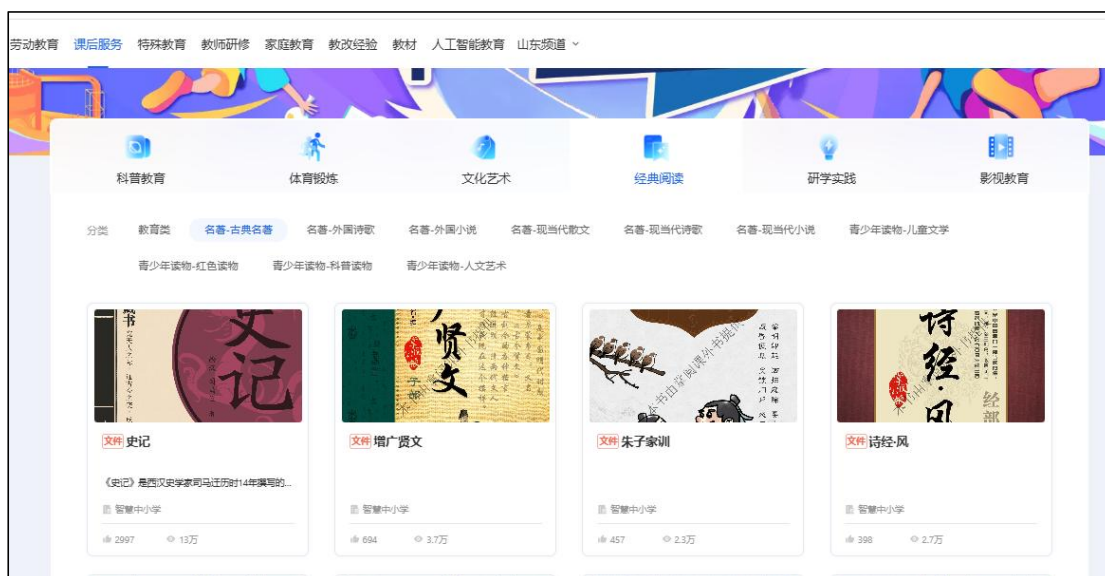 劳动教育 课后服务 特殊教育 教师研修 家庭教育 教改经验 教材 人工智能教育 山东频道
科普教育 体育锻炼 文化艺术 经典阅读 研学实践 影视教育
分类 教育类 名著-古典名著 名著-外国诗歌 名著-外国小说 名著-现当代散文 名著-现当代诗歌 名著-现当代小说 青少年读物-儿童文学
青少年读物-红色读物 青少年读物-科普读物 青少年读物-人文艺术
藏书
史记
贤文
诗经·风
经部
文件 史记
文件 增广贤文
文件 朱子家训
文件 诗经·风
《史记》是西汉史学家司马迁历时14年撰写的...
智慧中小学 智慧中小学 智慧中小学 智慧中小学
2997 13万 694 3.7万 457 2.3万 398 2.7万